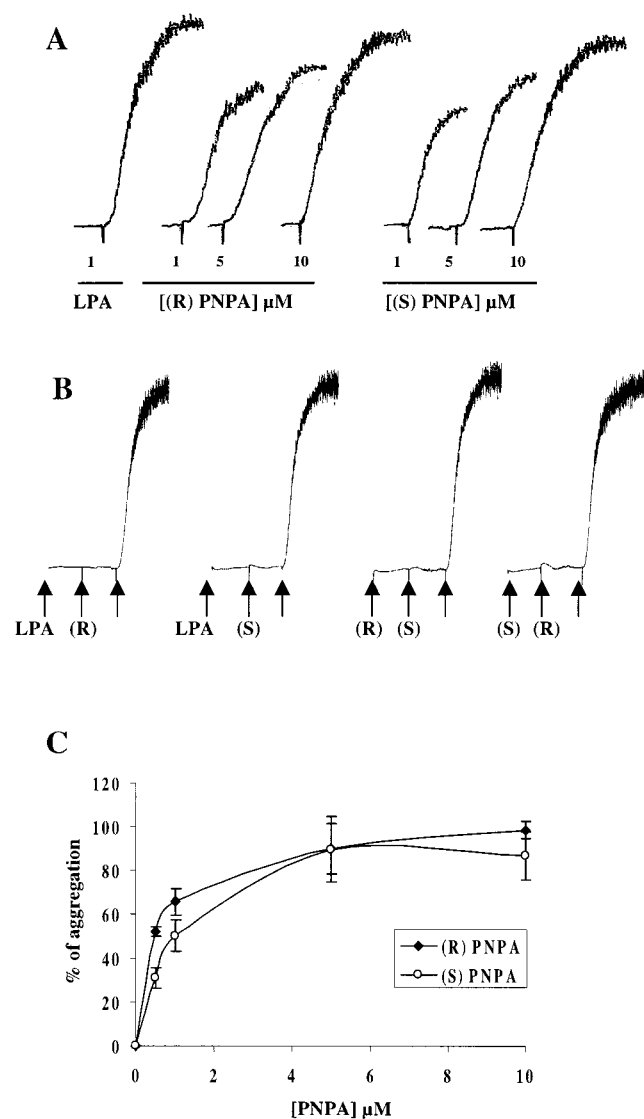 A
1 1 5 10 1 5 10
LPA [(R) PNPA] µM [(S) PNPA] µM
B
LPA (R) LPA (S) (R) (S) (S) (R)
C
120
100
80
60
40
20
0
% of aggregation
(R) PNPA
(S) PNPA
0 2 4 6 8 10
[PNPA] µM